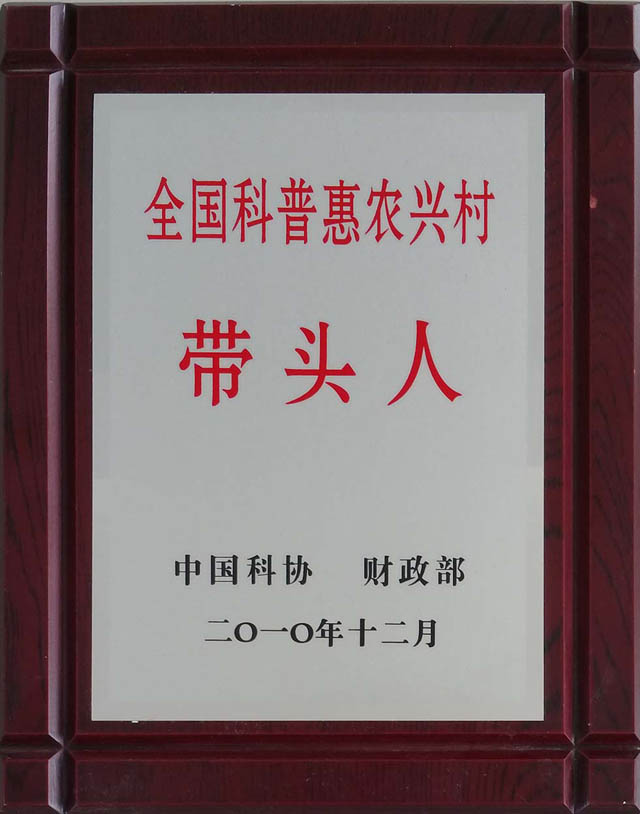 全国科普惠农兴村
带头人
中国科协 财政部
二〇一〇年十二月